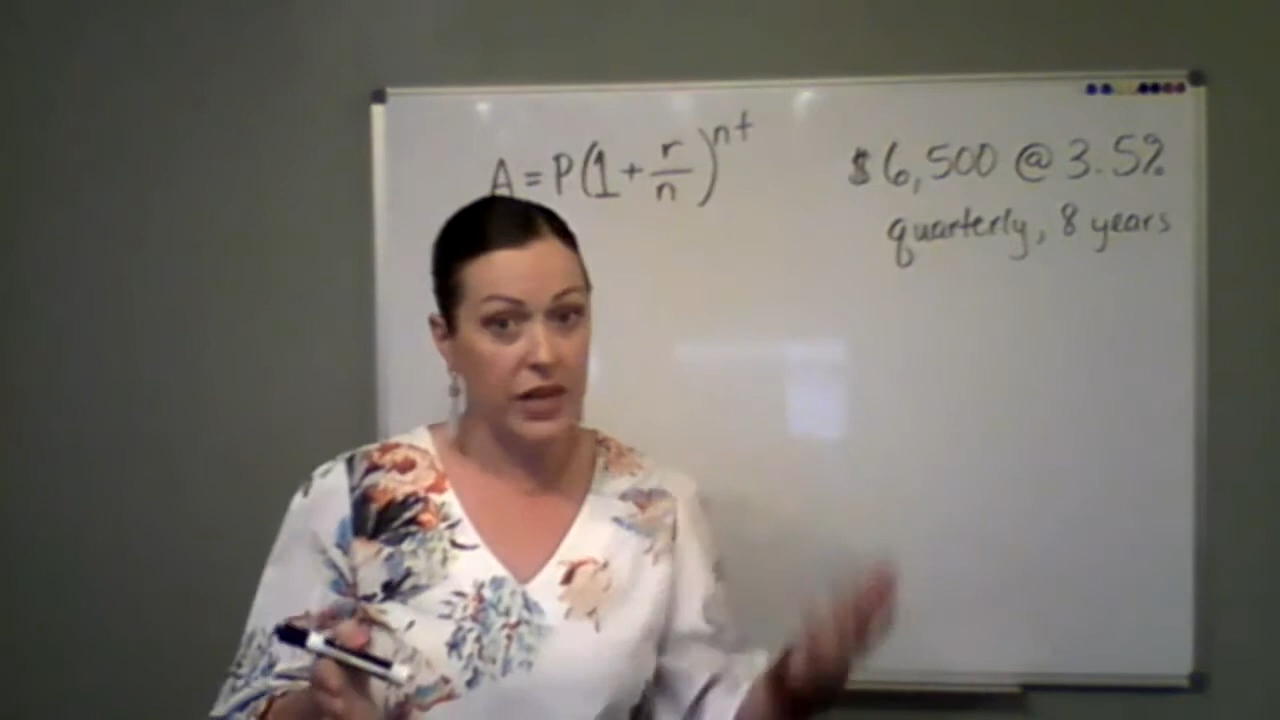 A = P(1 + r/n)^nt
$6,500 @ 3.5%
quarterly, 8 years